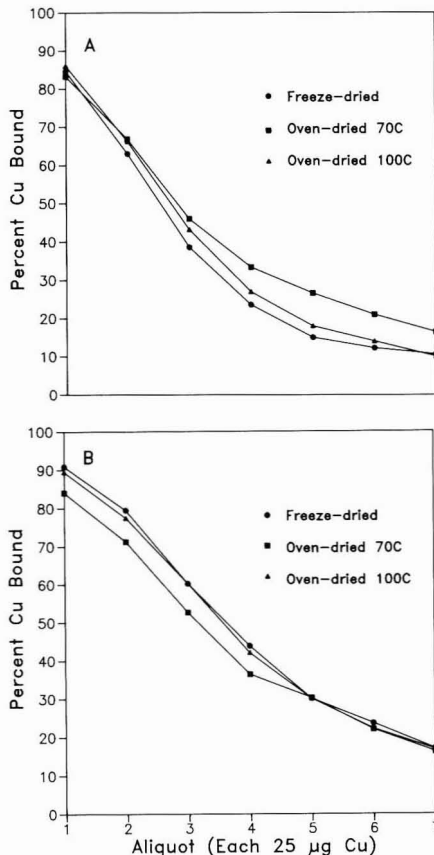 A
100
90
80
70
60
50
40
30
20
10
0
Percent Cu Bound
Freeze-dried
Oven-dried 70C
Oven-dried 100C
B
100
90
80
70
60
50
40
30
20
10
0
Percent Cu Bound
Freeze-dried
Oven-dried 70C
Oven-dried 100C
1 2 3 4 5 6 7
Aliquot (Each 25 μg Cu)